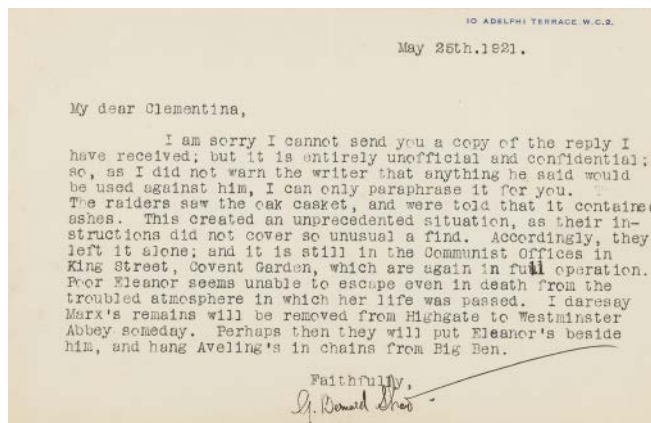 10 ADELPHI TERRACE. W.C.2.
May 25th.1921.
My dear Clementina,
I am sorry I cannot send you a copy of the reply I
have received; but it is entirely unofficial and confidential;
so, as I did not warn the writer that anything he said would
be used against him, I can only paraphrase it for you.
The raiders saw the oak casket, and were told that it contained
ashes. This created an unprecedented situation, as their in-
structions did not cover so unusual a find. Accordingly, they
left it alone; and it is still in the Communist Offices in
King Street, Covent Garden, which are again in full operation.
Poor Eleanor seems unable to escape even in death from the
troubled atmosphere in which her life was passed. I daresay
Marx's remains will be removed from Highgate to Westminster
Abbey someday. Perhaps then they will put Eleanor's beside
him, and hang Aveling's in chains from Big Ben.
Faithfully,
G. Bernard Shaw